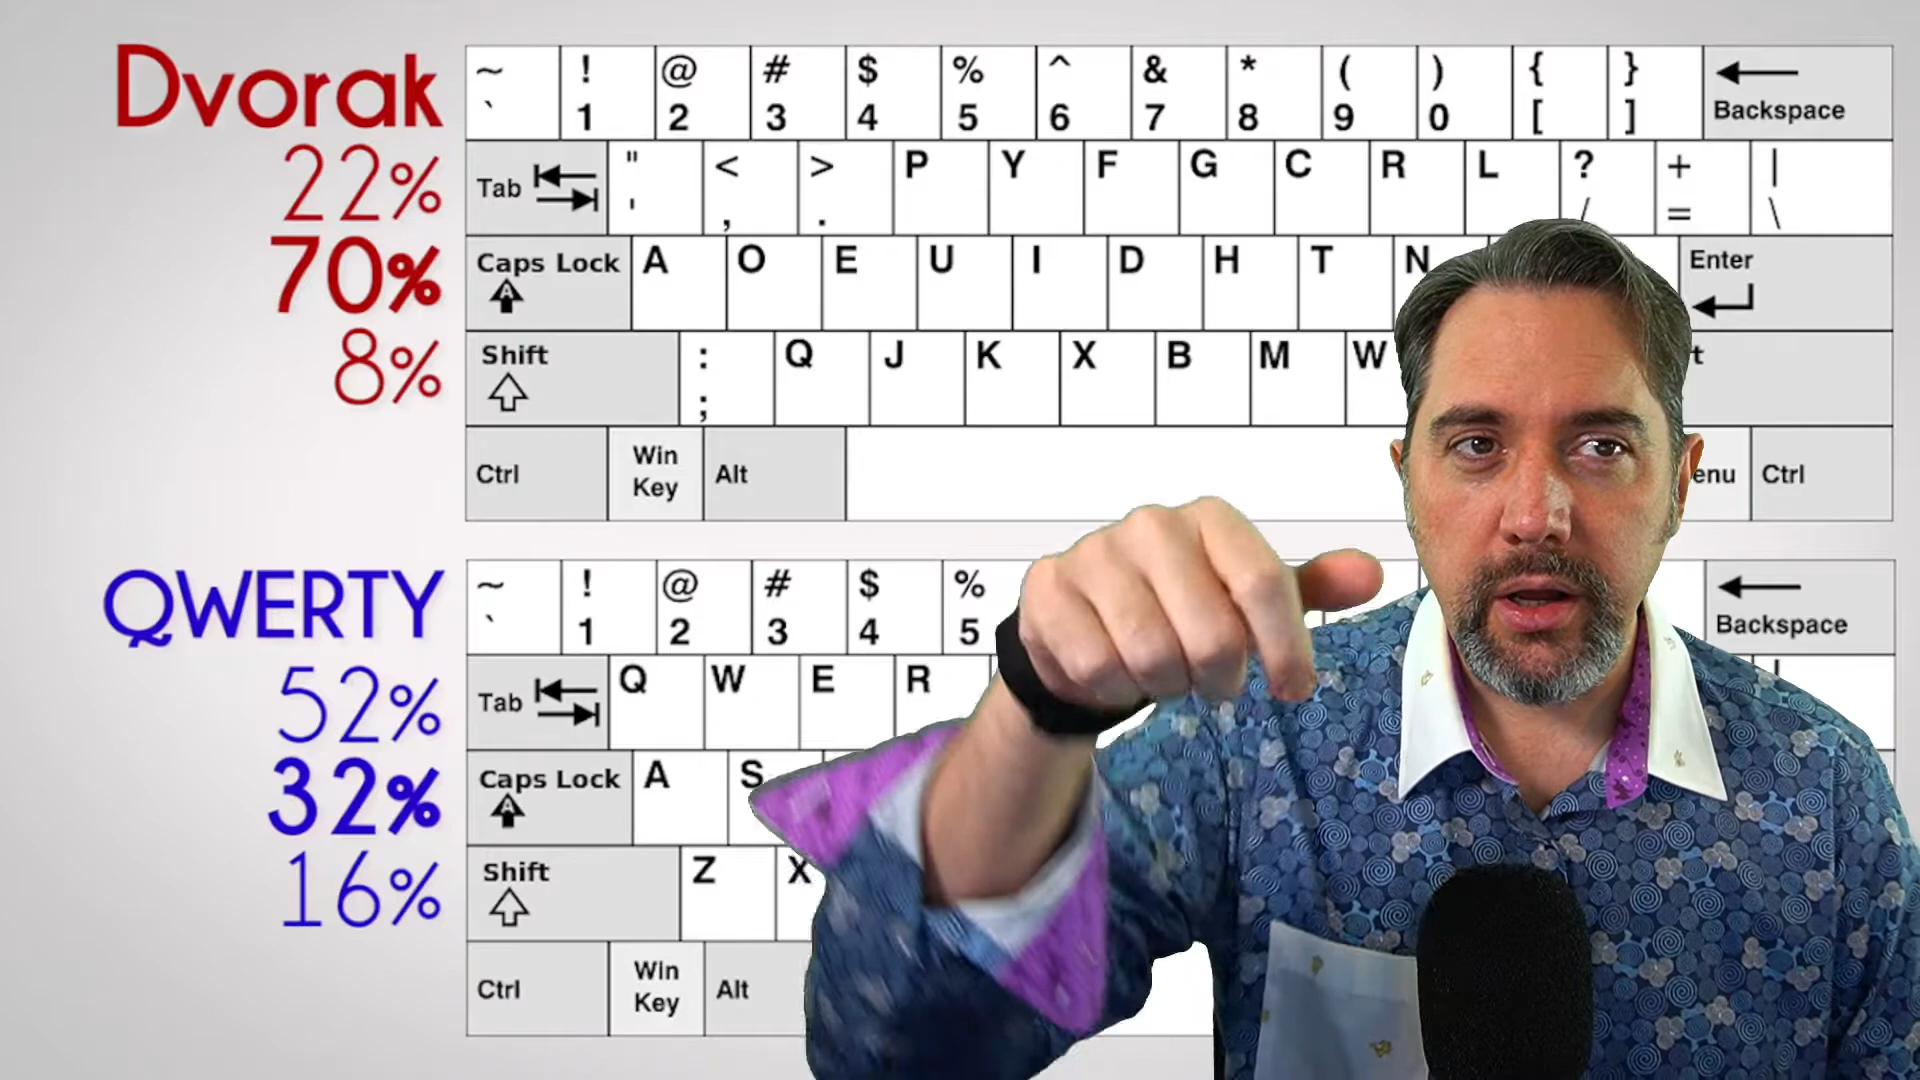 Dvorak
~ ! @ # $ % ^ & * ( ) { }
` 1 2 3 4 5 6 7 8 9 0 [ ] Backspace
22%
Tab " < > P Y F G C R L ? + |
' , . / = \
70%
Caps Lock A O E U I D H T N Enter
8%
Shift : Q J K X B M W t
;
Ctrl Win Key Alt enu Ctrl
QWERTY
~ ! @ # $ %
` 1 2 3 4 5 Backspace
52%
Tab Q W E R
32%
Caps Lock A S
16%
Shift Z X
Ctrl Win Key Alt